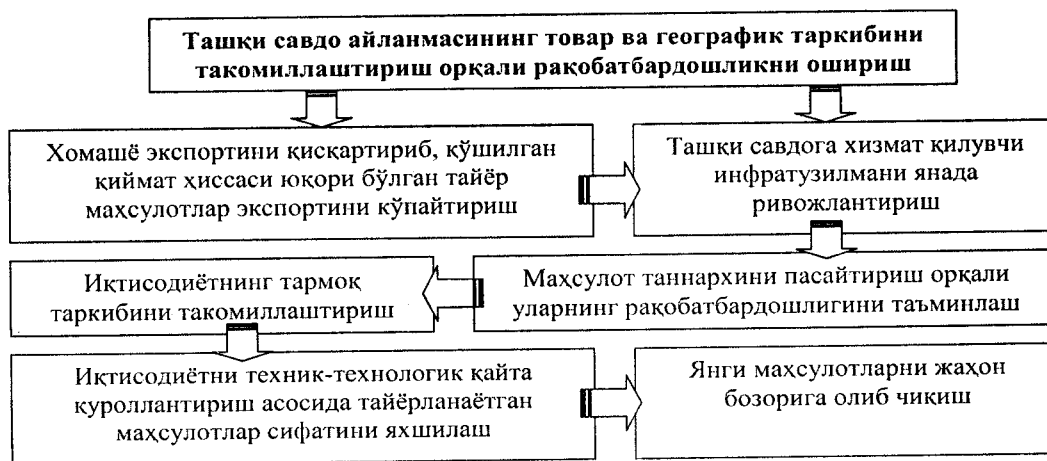 Ташқи савдо айланмасининг товар ва географик таркибини
такомиллаштириш орқали рақобатбардошликни ошириш
Хомашё экспортини қисқартириб, қўшилган
қиймат ҳиссаси юқори бўлган тайёр
маҳсулотлар экспортини кўпайтириш
Ташқи савдога хизмат қилувчи
инфратузилмани янада
ривожлантириш
Маҳсулот таннархини пасайтириш орқали
уларнинг рақобатбардошлигини таъминлаш
Иқтисодиётнинг тармоқ
таркибини такомиллаштириш
Иқтисодиётни техник-технологик қайта
қуроллантириш асосида тайёрланаётган
маҳсулотлар сифатини яхшилаш
Янги маҳсулотларни жаҳон
бозорига олиб чиқиш